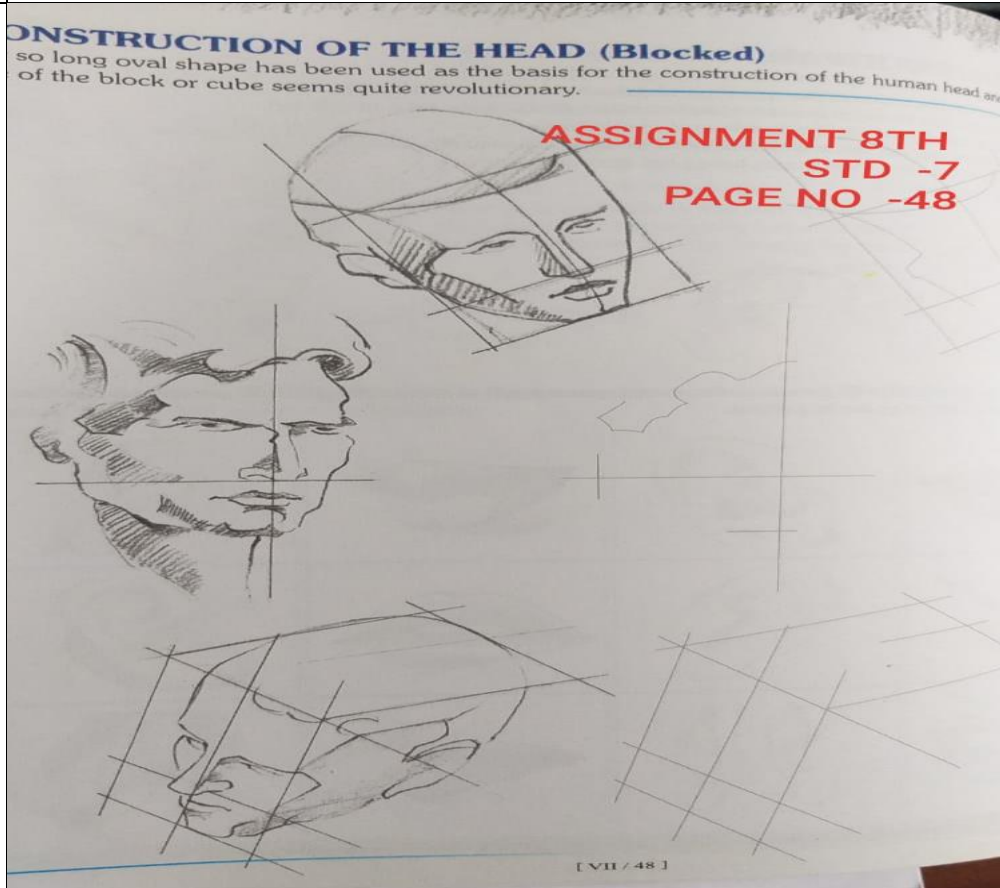 ONSTRUCTION OF THE HEAD (Blocked)
so long oval shape has been used as the basis for the construction of the human head are
of the block or cube seems quite revolutionary.
ASSIGNMENT 8TH
STD -7
PAGE NO -48
[ VII / 48 ]